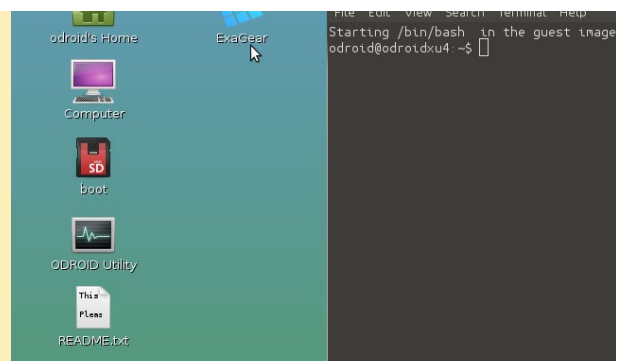 File Edit View Search Terminal Help
odroid's Home
ExaGear
Starting /bin/bash  in the guest image
odroid@odroidxu4:~$
Computer
SD
boot
ODROID Utility
This
Pleas
README.txt